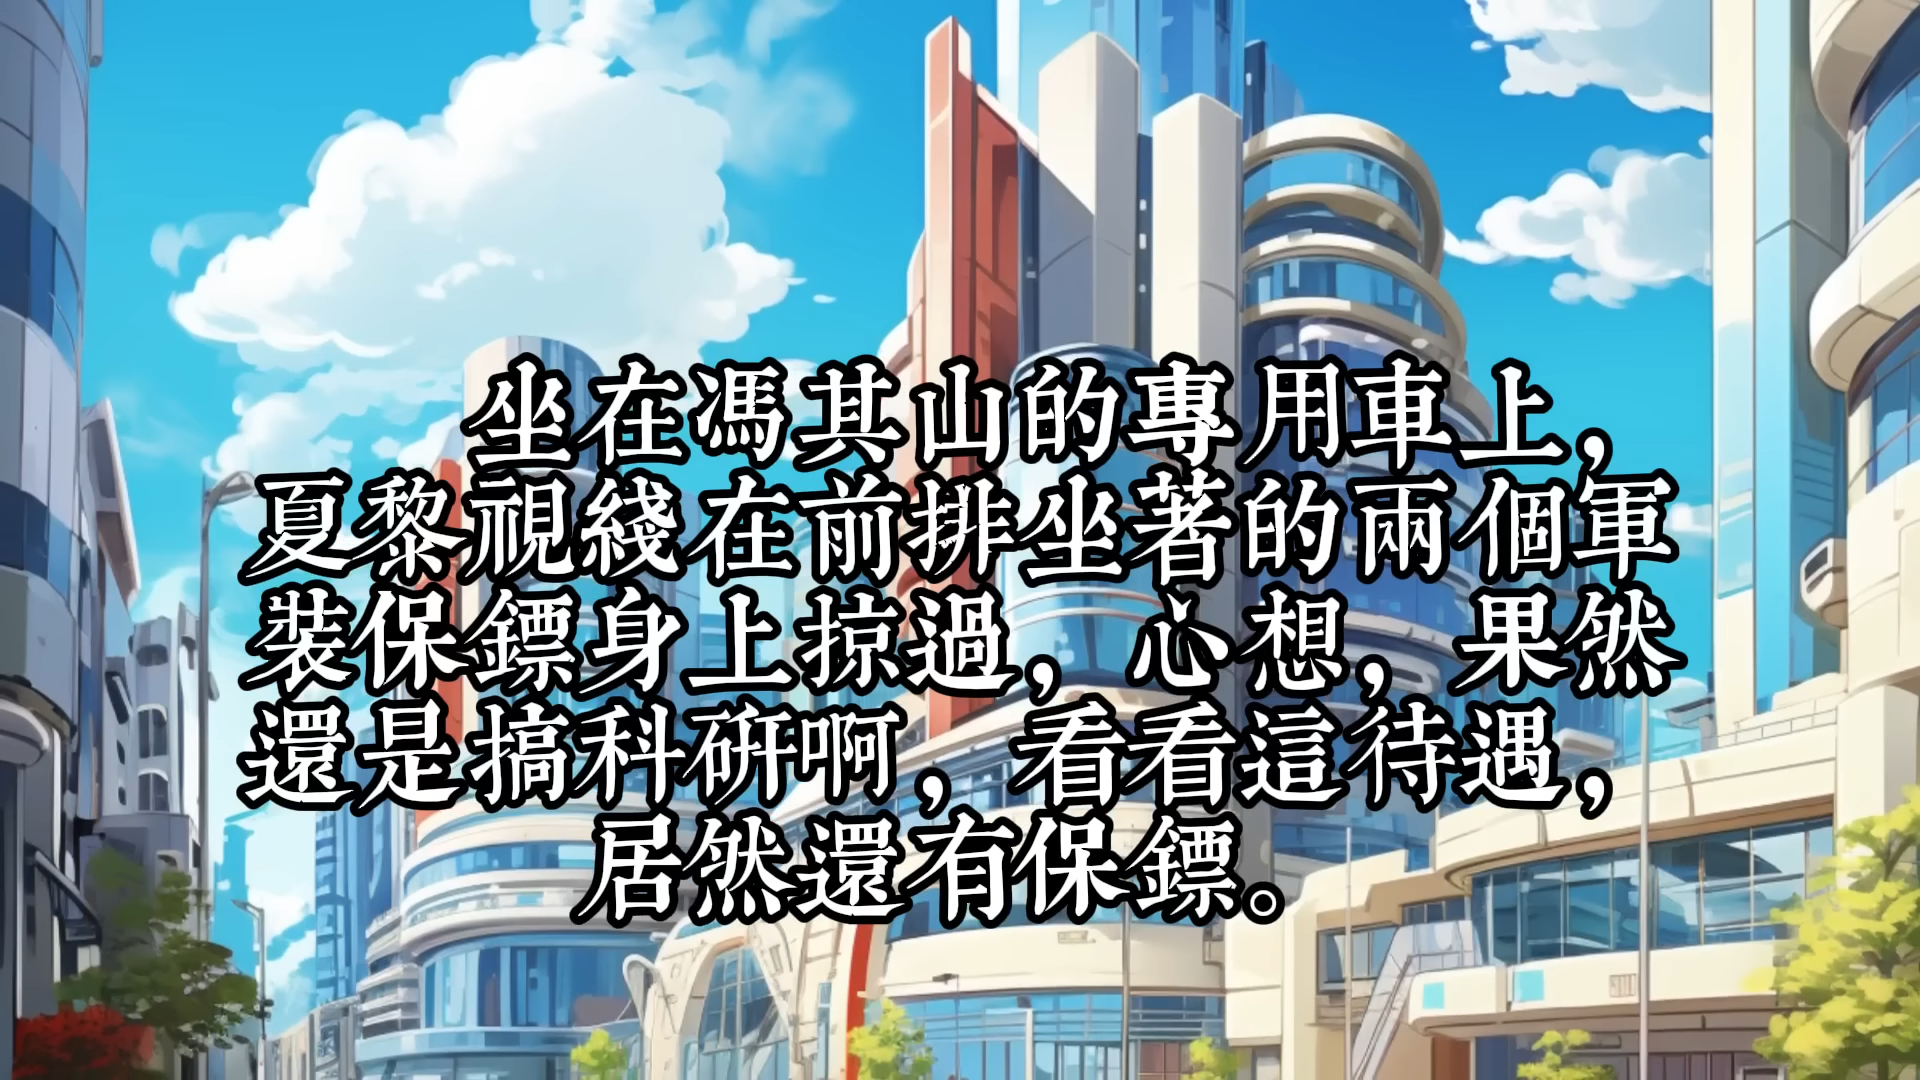 坐在馮其山的專用車上，
夏黎視綫在前排坐著的兩個軍
裝保鏢身上掠過，心想，果然
還是搞科研啊，看看這待遇，
居然還有保鏢。